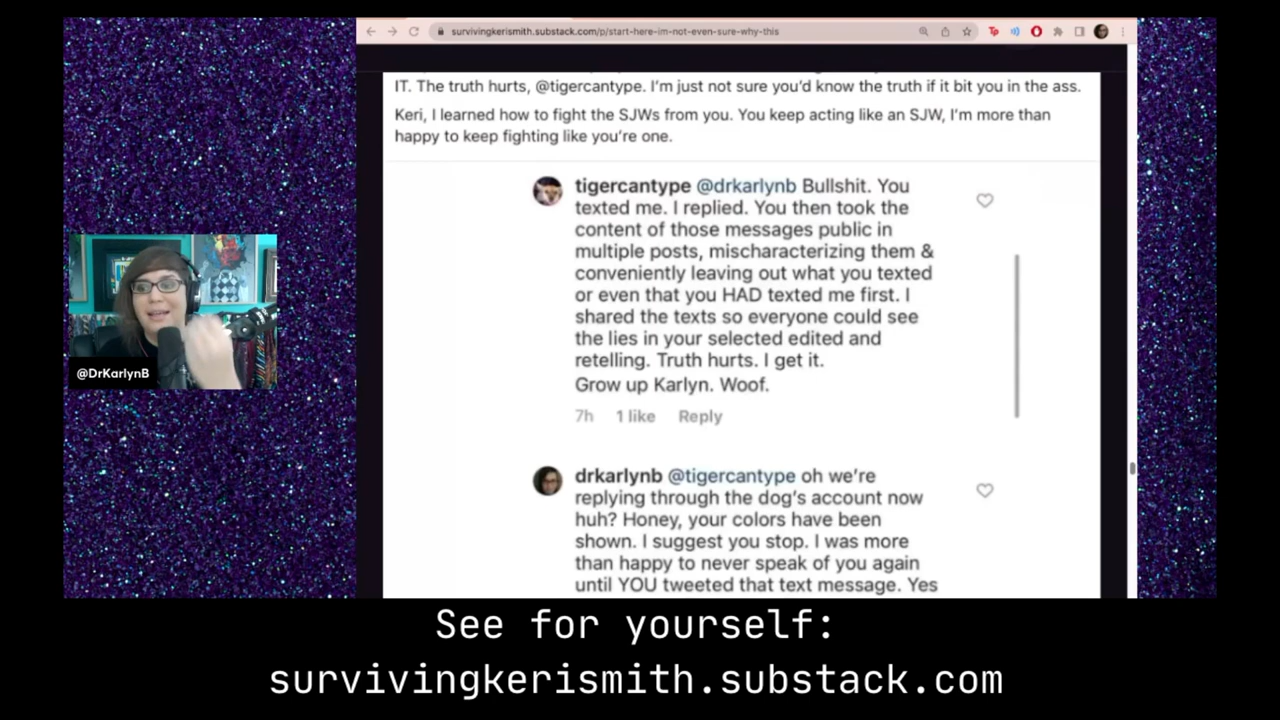 survivingkerismith.substack.com/p/start-here-im-not-even-sure-why-this
IT. The truth hurts, @tigercantype. I'm just not sure you'd know the truth if it bit you in the ass.
Keri, I learned how to fight the SJWs from you. You keep acting like an SJW, I'm more than
happy to keep fighting like you're one.
tigercantype @drkarlynb Bullshit. You
texted me. I replied. You then took the
content of those messages public in
multiple posts, mischaracterizing them &
conveniently leaving out what you texted
or even that you HAD texted me first. I
shared the texts so everyone could see
the lies in your selected edited and
retelling. Truth hurts. I get it.
Grow up Karlyn. Woof.
7h 1 like Reply
drkarlynb @tigercantype oh we're
replying through the dog's account now
huh? Honey, your colors have been
shown. I suggest you stop. I was more
than happy to never speak of you again
until YOU tweeted that text message. Yes
@DrKarlynB
See for yourself:
survivingkerismith.substack.com